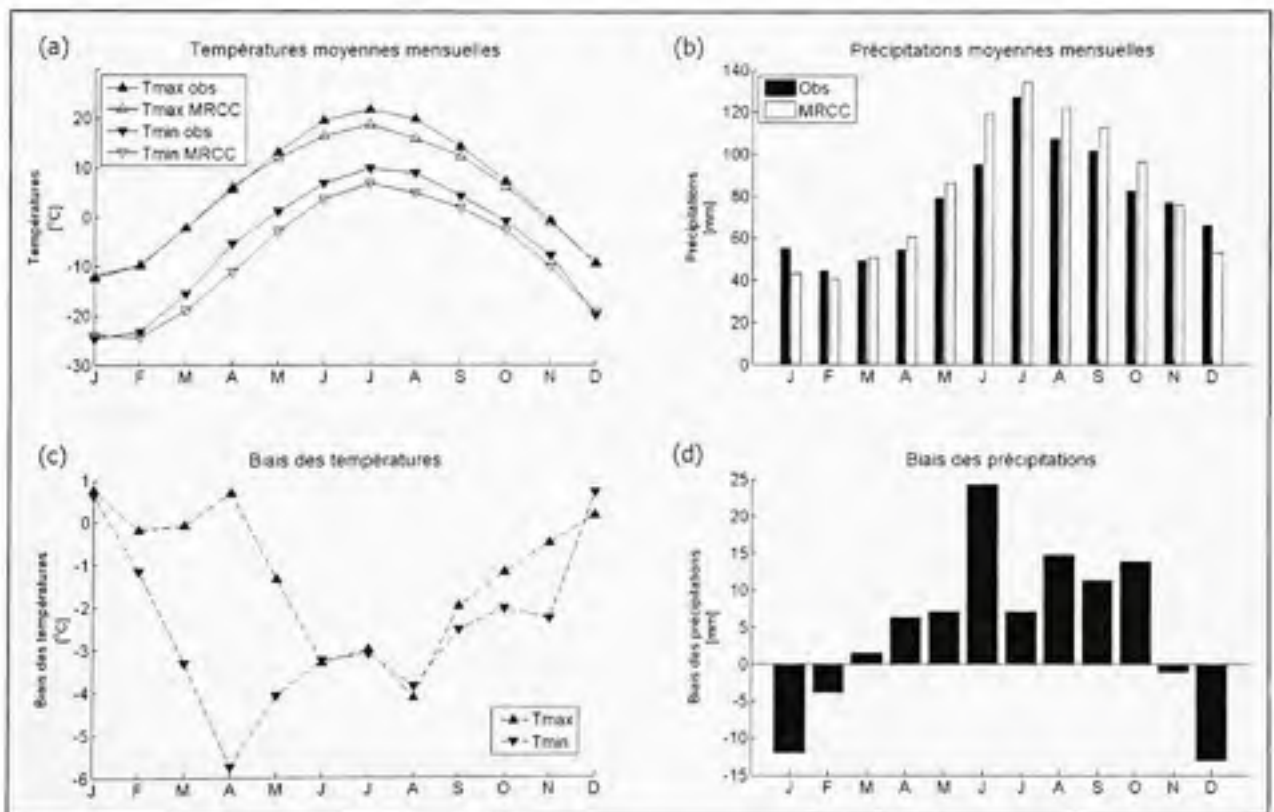 (a)
Températures moyennes mensuelles
Températures
[°C]
Tmax obs
Tmax MRCC
Tmin obs
Tmin MRCC
20
10
0
-10
-20
-30
J F M A M J J A S O N D
(b)
Précipitations moyennes mensuelles
Précipitations
[mm]
Obs
MRCC
140
120
100
80
60
40
20
0
J F M A M J J A S O N D
(c)
Biais des températures
Biais des températures
[°C]
1
0
-1
-2
-3
-4
-5
-6
Tmax
Tmin
J F M A M J J A S O N D
(d)
Biais des précipitations
Biais des précipitations
[mm]
25
20
15
10
5
0
-5
-10
-15
J F M A M J J A S O N D